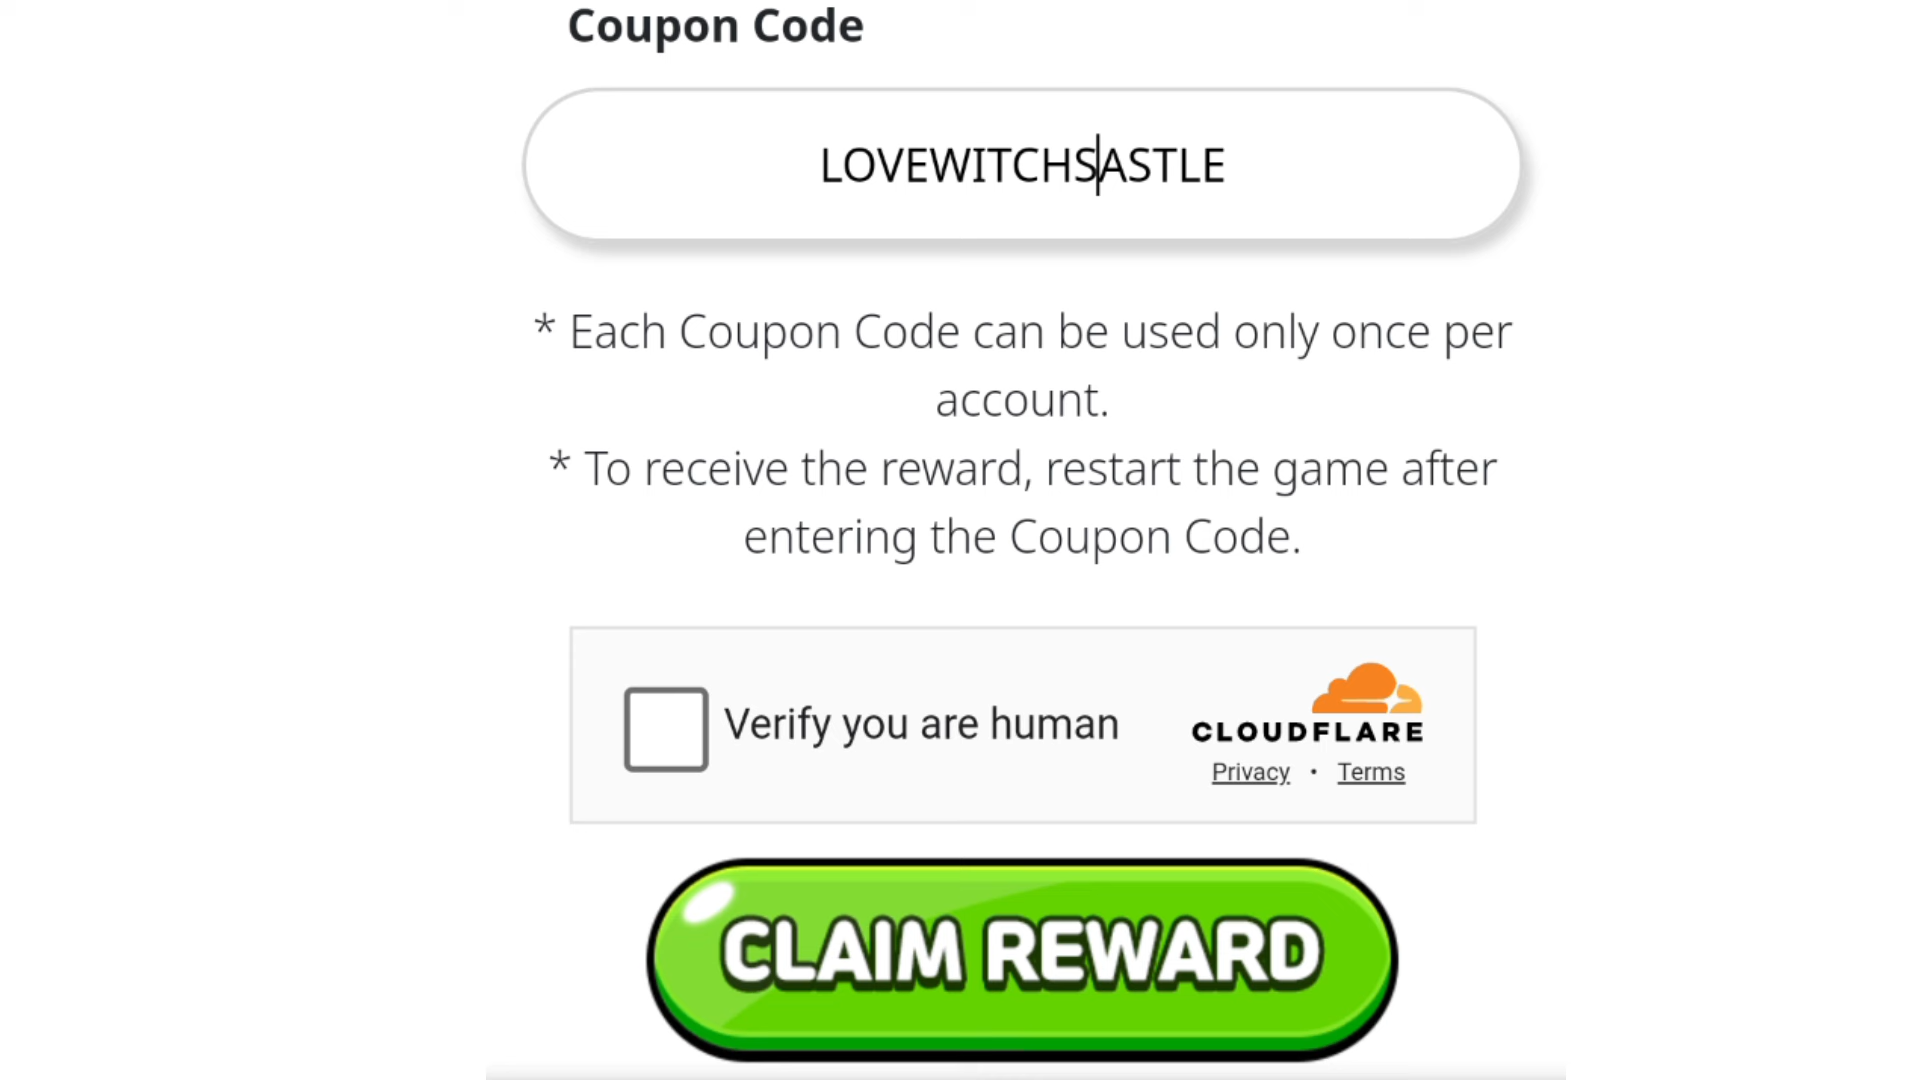 Coupon Code
LOVEWITCHSASTLE
* Each Coupon Code can be used only once per
account.
* To receive the reward, restart the game after
entering the Coupon Code.
Verify you are human
CLOUDFLARE
Privacy • Terms
CLAIM REWARD